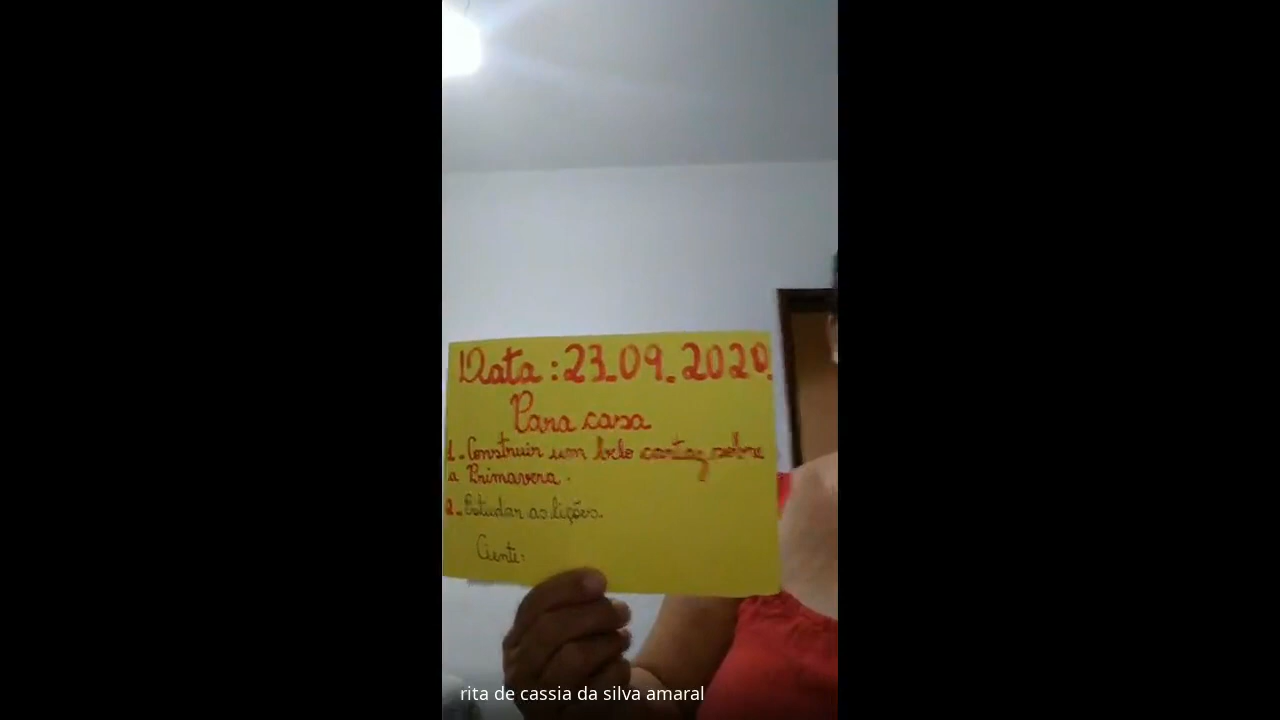 Data: 23.09.2020.
Para casa
1. Construir um belo cartaz sobre
a Primavera.
2. Estudar as lições.
Ciente:
rita de cassia da silva amaral